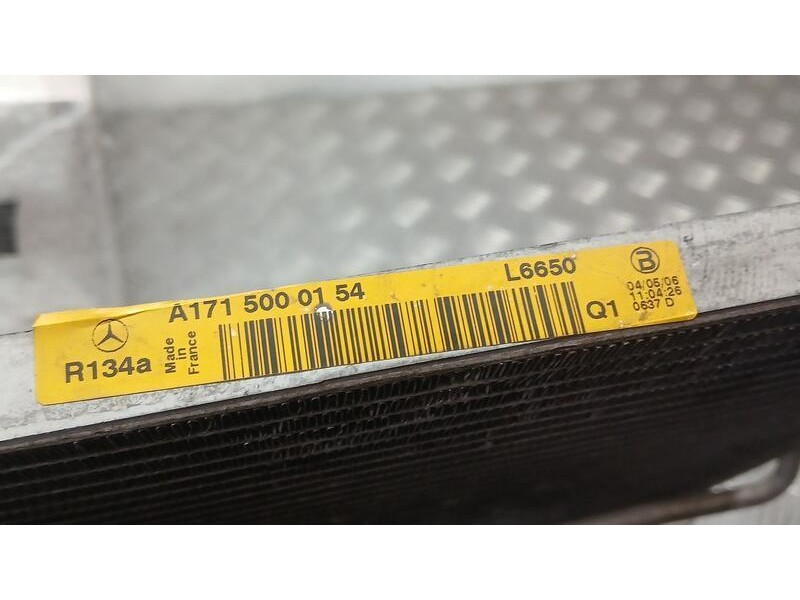 A171 500 01 54
L6650
B
R134a
Made
in
France
Q1
04/05/06
11:04:26
0637 D